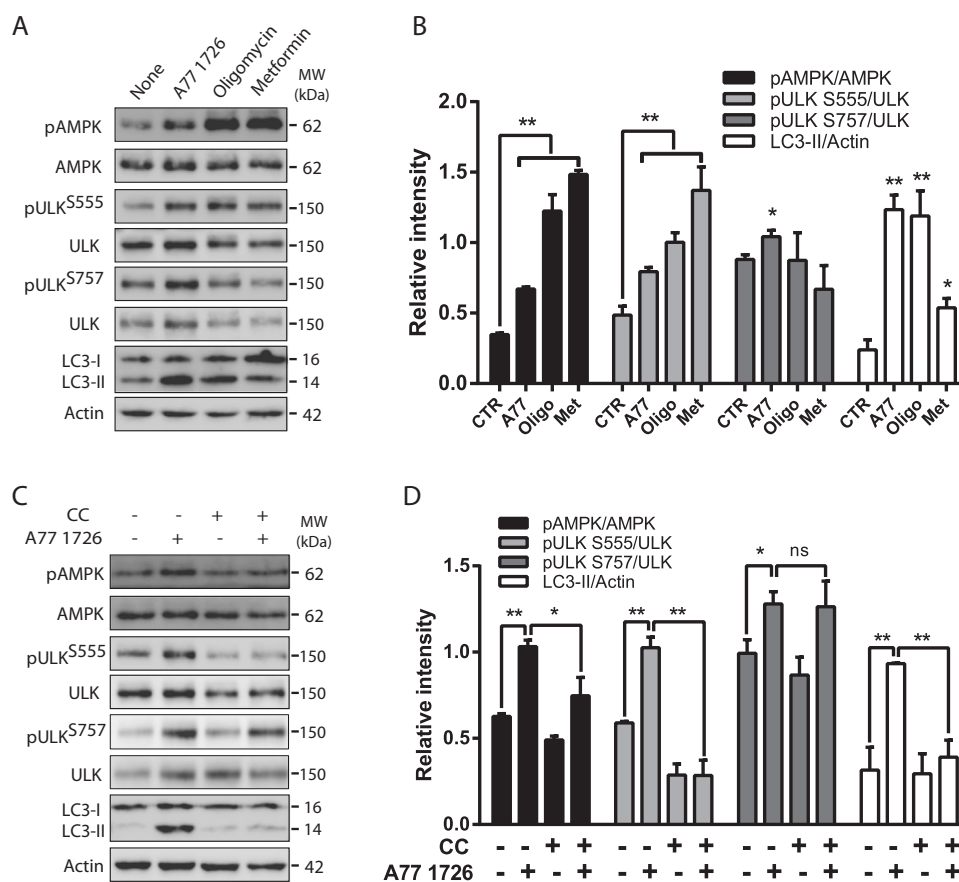 A
None
A77 1726
Oligomycin
Metformin
MW
(kDa)
pAMPK
62
AMPK
62
pULKS555
150
ULK
150
pULKS757
150
ULK
150
LC3-I
16
LC3-II
14
Actin
42
B
pAMPK/AMPK
pULK S555/ULK
pULK S757/ULK
LC3-II/Actin
Relative intensity
2.0
1.5
1.0
0.5
0.0
** ** * ** ** *
CTR A77 Oligo Met CTR A77 Oligo Met CTR A77 Oligo Met CTR A77 Oligo Met
C
CC - - + +
A77 1726 - + - +
MW
(kDa)
pAMPK
62
AMPK
62
pULKS555
150
ULK
150
pULKS757
150
ULK
150
LC3-I
16
LC3-II
14
Actin
42
D
pAMPK/AMPK
pULK S555/ULK
pULK S757/ULK
LC3-II/Actin
Relative intensity
1.5
1.0
0.5
0.0
** * ** ** * ns ** **
CC - - + + - - + + - - + + - - + +
A77 1726 - + - + - + - + - + - + - + - +